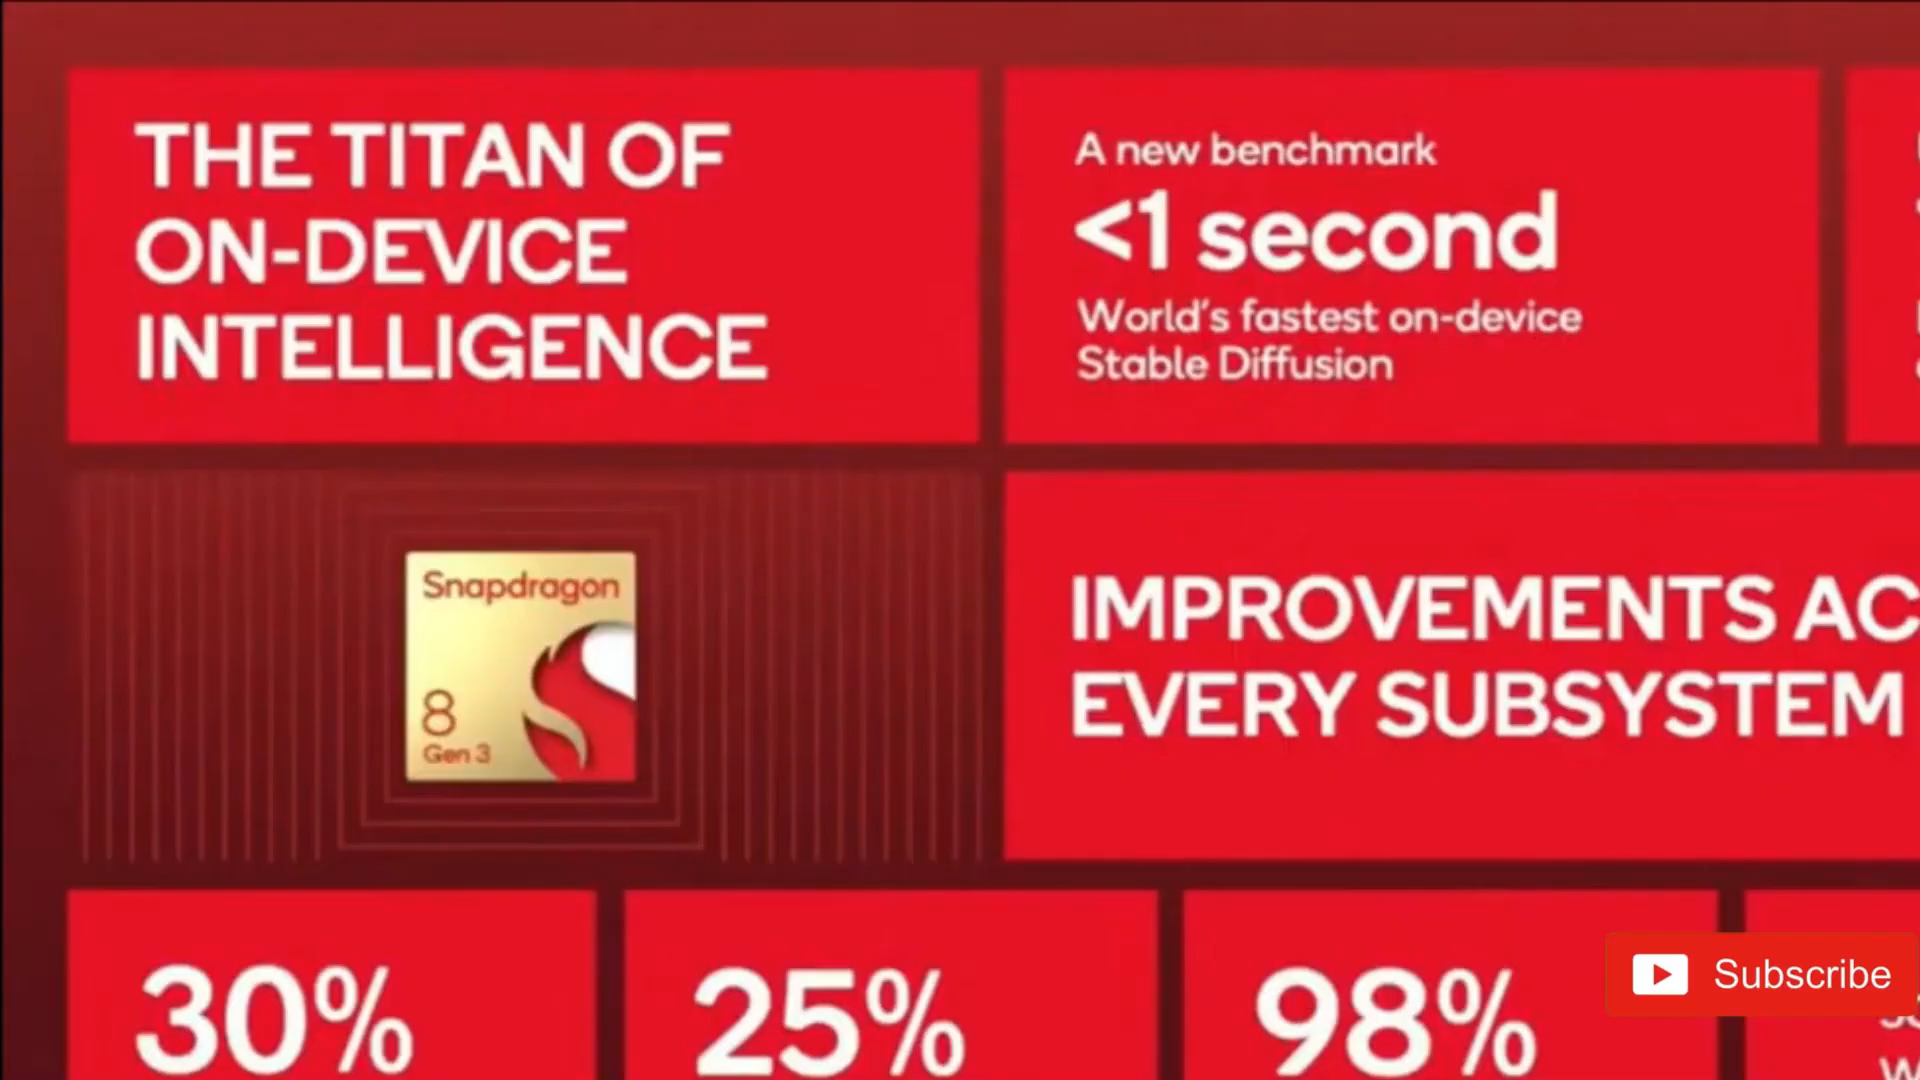 THE TITAN OF
ON-DEVICE
INTELLIGENCE
A new benchmark
<1 second
World's fastest on-device
Stable Diffusion
Snapdragon
8
Gen 3
IMPROVEMENTS
EVERY SUBSYSTEM
30%
25%
98%
Subscribe